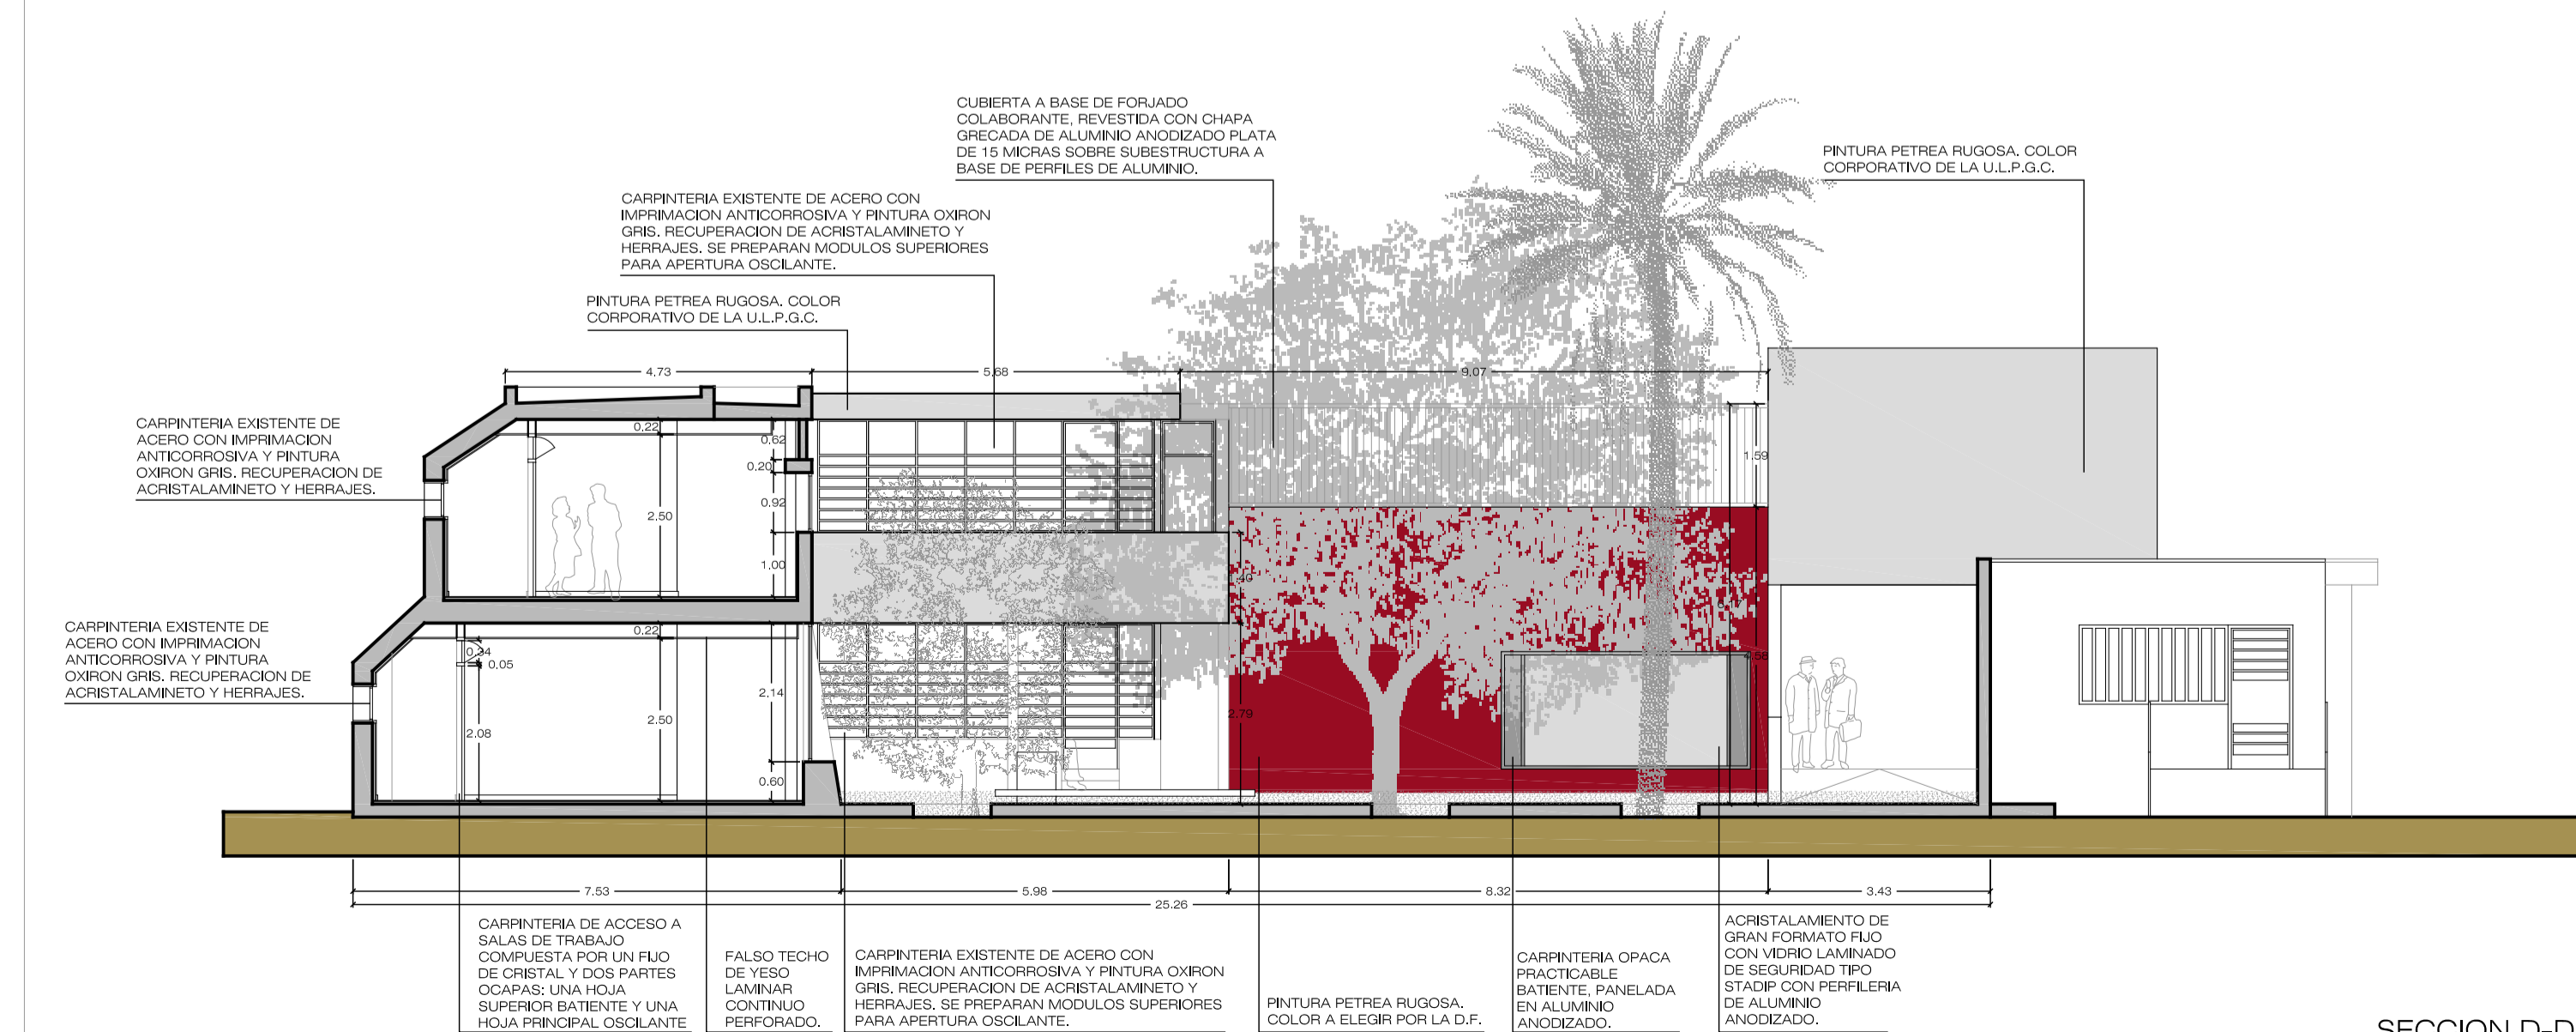 CUBIERTA A BASE DE FORJADO
COLABORANTE, REVESTIDA CON CHAPA
GRECADA DE ALUMINIO ANODIZADO PLATA
DE 15 MICRAS SOBRE SUBESTRUCTURA A
BASE DE PERFILES DE ALUMINIO.
PINTURA PETREA RUGOSA. COLOR
CORPORATIVO DE LA U.L.P.G.C.
CARPINTERIA EXISTENTE DE ACERO CON
IMPRIMACION ANTICORROSIVA Y PINTURA OXIRON
GRIS. RECUPERACION DE ACRISTALAMINETO Y
HERRAJES. SE PREPARAN MODULOS SUPERIORES
PARA APERTURA OSCILANTE.
PINTURA PETREA RUGOSA. COLOR
CORPORATIVO DE LA U.L.P.G.C.
4.73
5.68
9.07
CARPINTERIA EXISTENTE DE
ACERO CON IMPRIMACION
ANTICORROSIVA Y PINTURA
OXIRON GRIS. RECUPERACION DE
ACRISTALAMINETO Y HERRAJES.
0.22
0.62
0.20
0.92
2.50
1.00
1.59
1.40
CARPINTERIA EXISTENTE DE
ACERO CON IMPRIMACION
ANTICORROSIVA Y PINTURA
OXIRON GRIS. RECUPERACION DE
ACRISTALAMINETO Y HERRAJES.
0.22
0.34
0.05
2.14
2.50
2.08
0.60
2.79
4.58
7.53
5.98
8.32
3.43
25.26
CARPINTERIA DE ACCESO A
SALAS DE TRABAJO
COMPUESTA POR UN FIJO
DE CRISTAL Y DOS PARTES
OCAPAS: UNA HOJA
SUPERIOR BATIENTE Y UNA
HOJA PRINCIPAL OSCILANTE
FALSO TECHO
DE YESO
LAMINAR
CONTINUO
PERFORADO.
CARPINTERIA EXISTENTE DE ACERO CON
IMPRIMACION ANTICORROSIVA Y PINTURA OXIRON
GRIS. RECUPERACION DE ACRISTALAMINETO Y
HERRAJES. SE PREPARAN MODULOS SUPERIORES
PARA APERTURA OSCILANTE.
PINTURA PETREA RUGOSA.
COLOR A ELEGIR POR LA D.F.
CARPINTERIA OPACA
PRACTICABLE
BATIENTE, PANELADA
EN ALUMINIO
ANODIZADO.
ACRISTALAMIENTO DE
GRAN FORMATO FIJO
CON VIDRIO LAMINADO
DE SEGURIDAD TIPO
STADIP CON PERFILERIA
DE ALUMINIO
ANODIZADO.
SECCION D-D